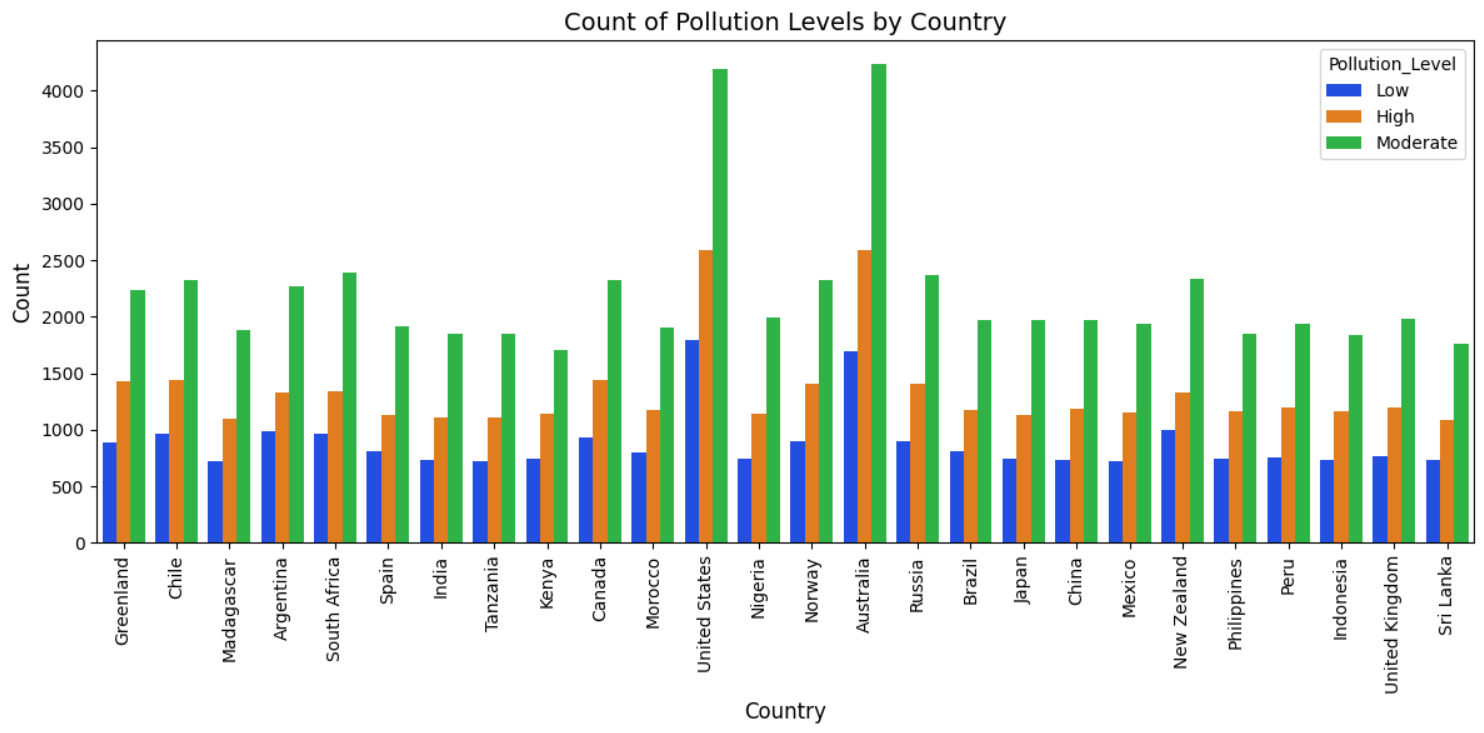 Count of Pollution Levels by Country
Pollution_Level
Low
High
Moderate
4000
3500
3000
2500
2000
1500
1000
500
0
Count
Greenland
Chile
Madagascar
Argentina
South Africa
Spain
India
Tanzania
Kenya
Canada
Morocco
United States
Nigeria
Norway
Australia
Russia
Brazil
Japan
China
Mexico
New Zealand
Philippines
Peru
Indonesia
United Kingdom
Sri Lanka
Country